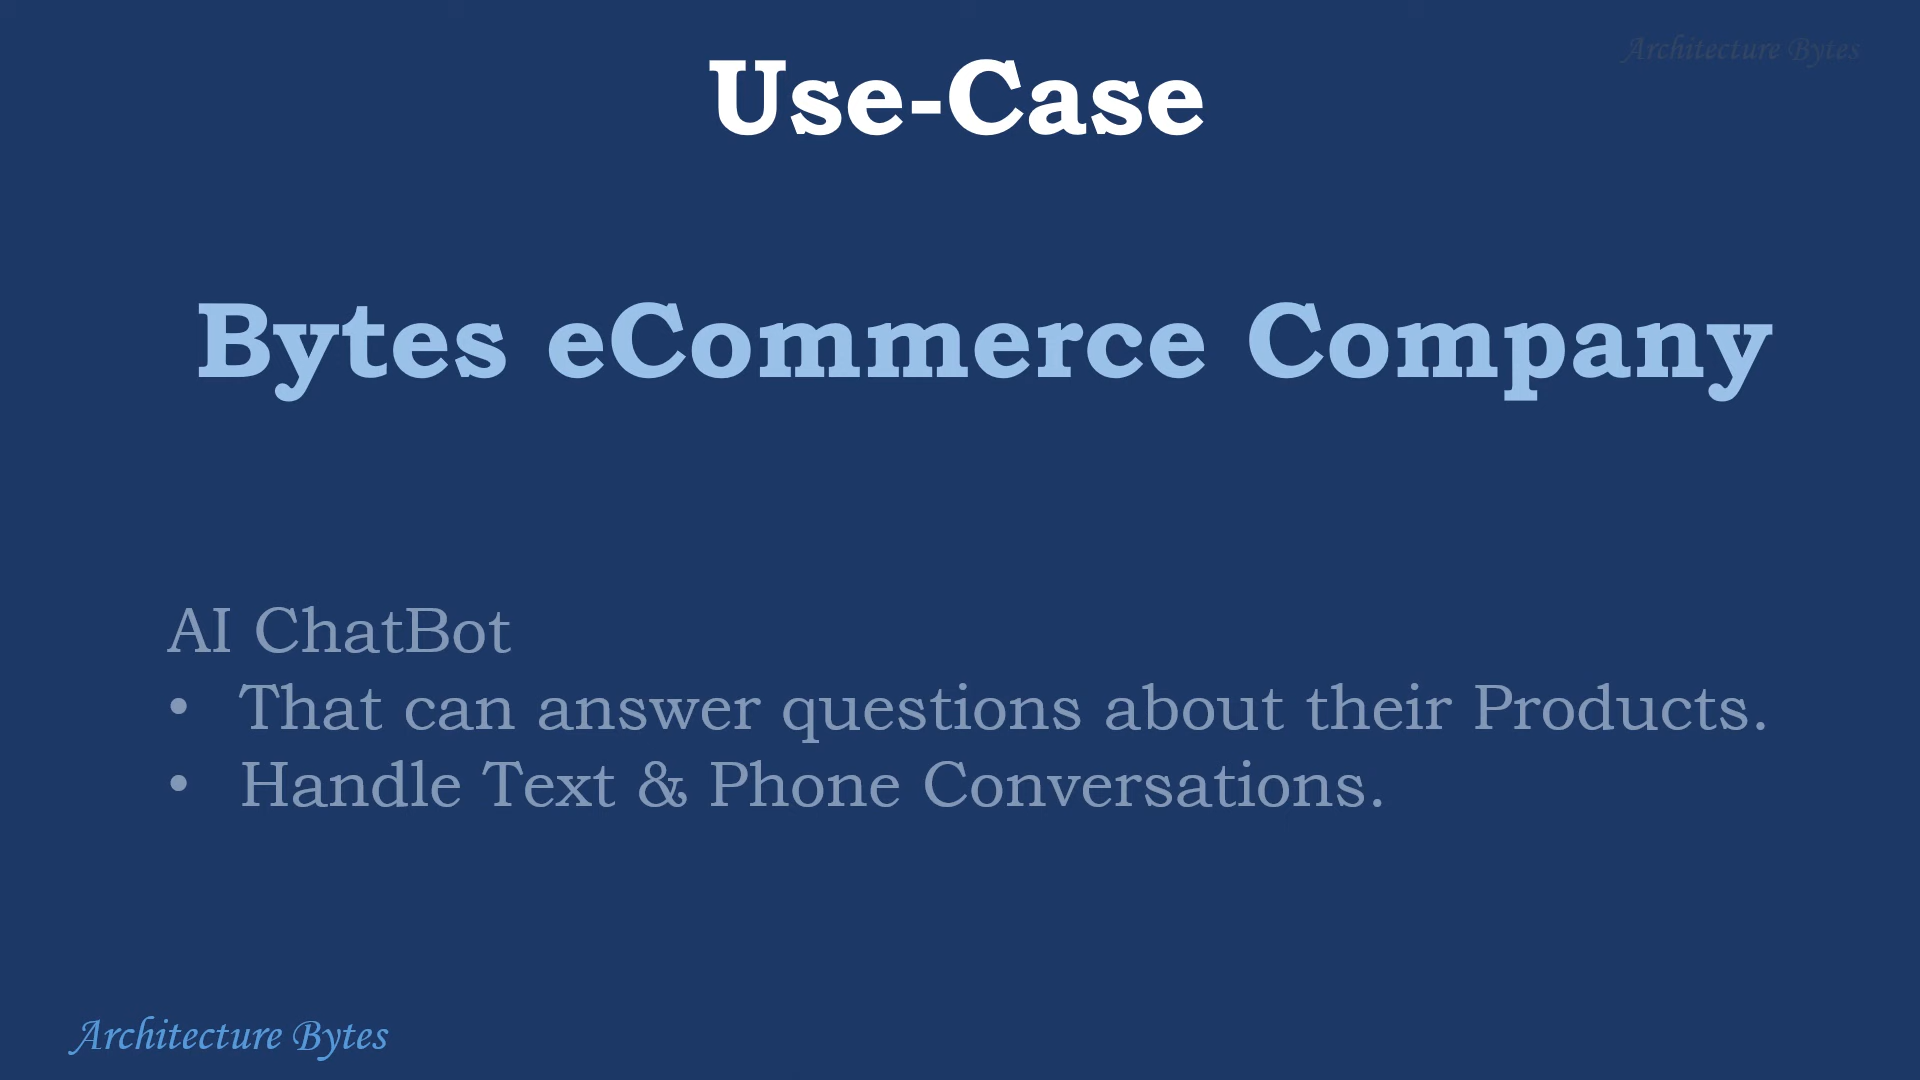 Architecture Bytes
Use-Case
Bytes eCommerce Company
AI ChatBot
• That can answer questions about their Products.
• Handle Text & Phone Conversations.
Architecture Bytes